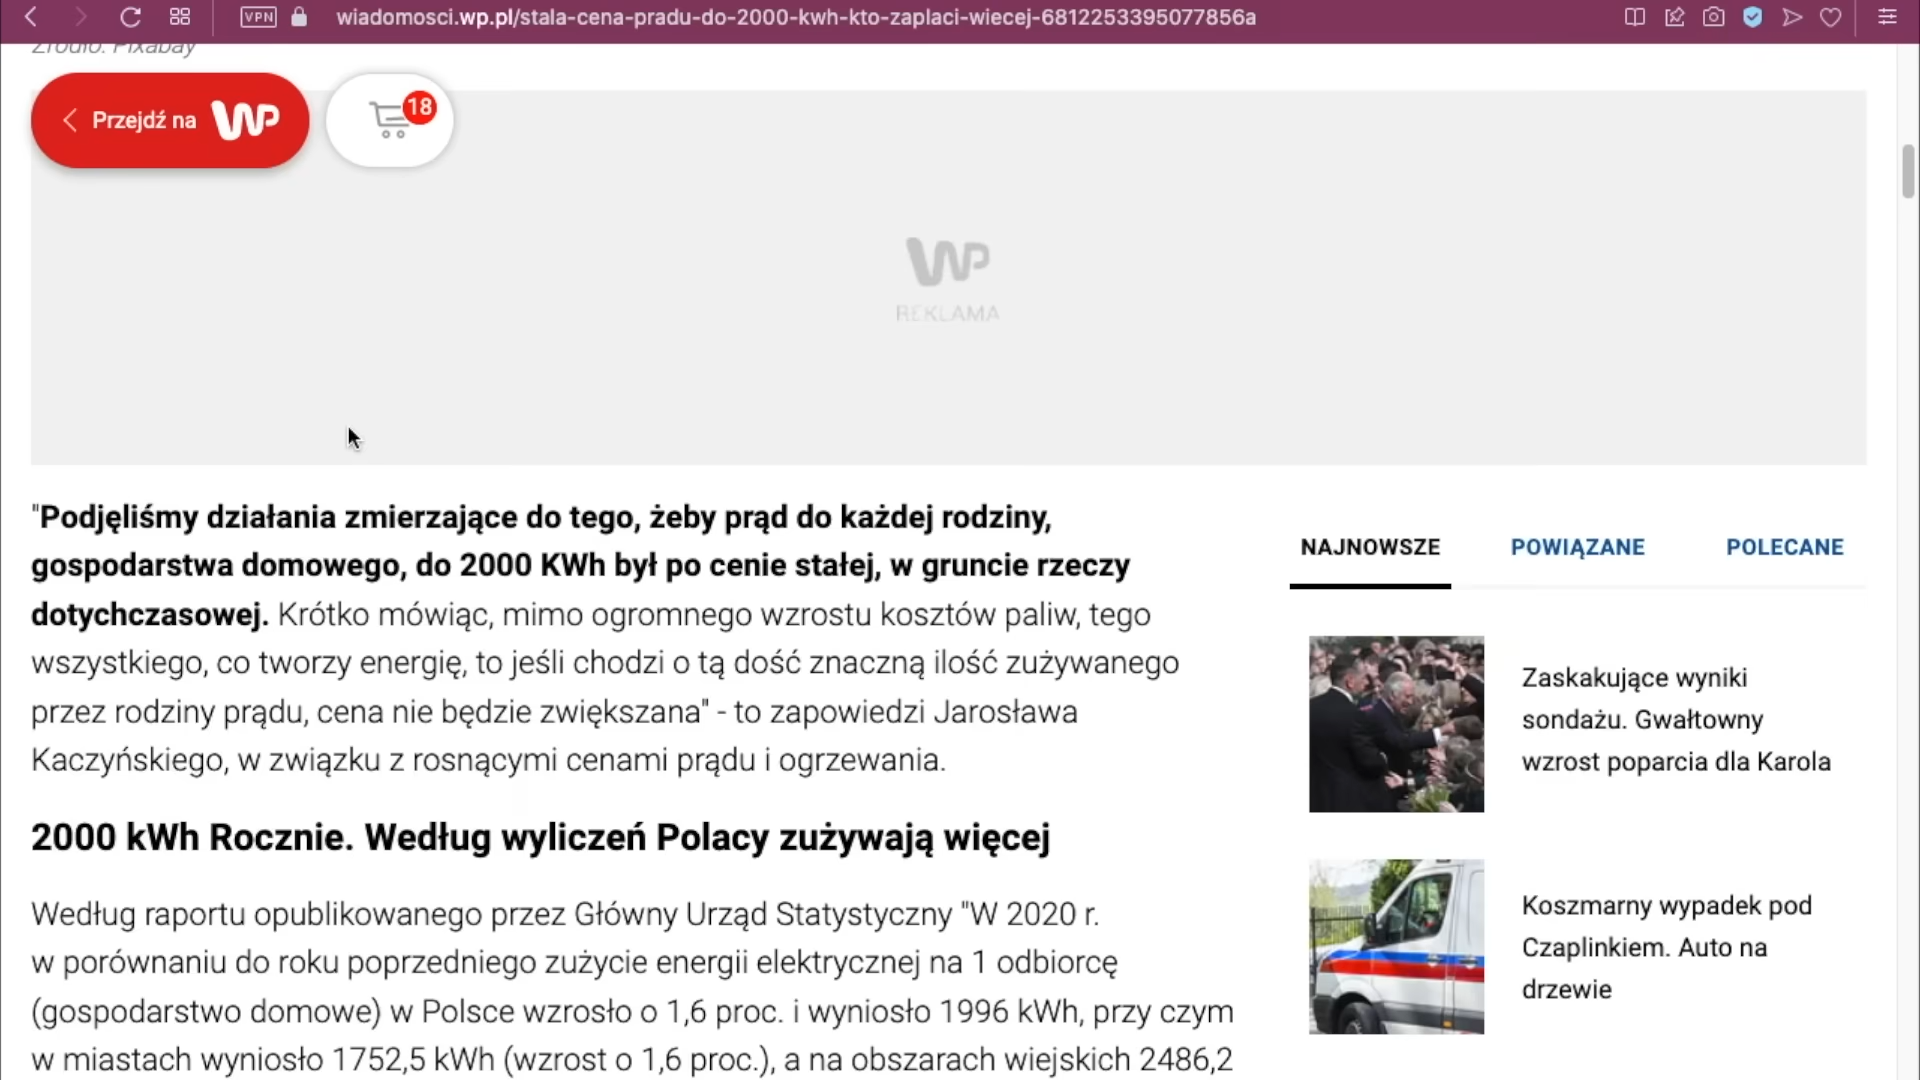 VPN
wiadomosci.wp.pl/stala-cena-pradu-do-2000-kwh-kto-zaplaci-wiecej-6812253395077856a
Źródło: Pixabay
Przejdź na WP
18
WP
REKLAMA
"Podjęliśmy działania zmierzające do tego, żeby prąd do każdej rodziny,
gospodarstwa domowego, do 2000 KWh był po cenie stałej, w gruncie rzeczy
dotychczasowej. Krótko mówiąc, mimo ogromnego wzrostu kosztów paliw, tego
wszystkiego, co tworzy energię, to jeśli chodzi o tą dość znaczną ilość zużywanego
przez rodziny prądu, cena nie będzie zwiększana" - to zapowiedzi Jarosława
Kaczyńskiego, w związku z rosnącymi cenami prądu i ogrzewania.
2000 kWh Rocznie. Według wyliczeń Polacy zużywają więcej
Według raportu opublikowanego przez Główny Urząd Statystyczny "W 2020 r.
w porównaniu do roku poprzedniego zużycie energii elektrycznej na 1 odbiorcę
(gospodarstwo domowe) w Polsce wzrosło o 1,6 proc. i wyniosło 1996 kWh, przy czym
w miastach wyniosło 1752,5 kWh (wzrost o 1,6 proc.), a na obszarach wiejskich 2486,2
NAJNOWSZE POWIĄZANE POLECANE
Zaskakujące wyniki
sondażu. Gwałtowny
wzrost poparcia dla Karola
Koszmarny wypadek pod
Czaplinkiem. Auto na
drzewie